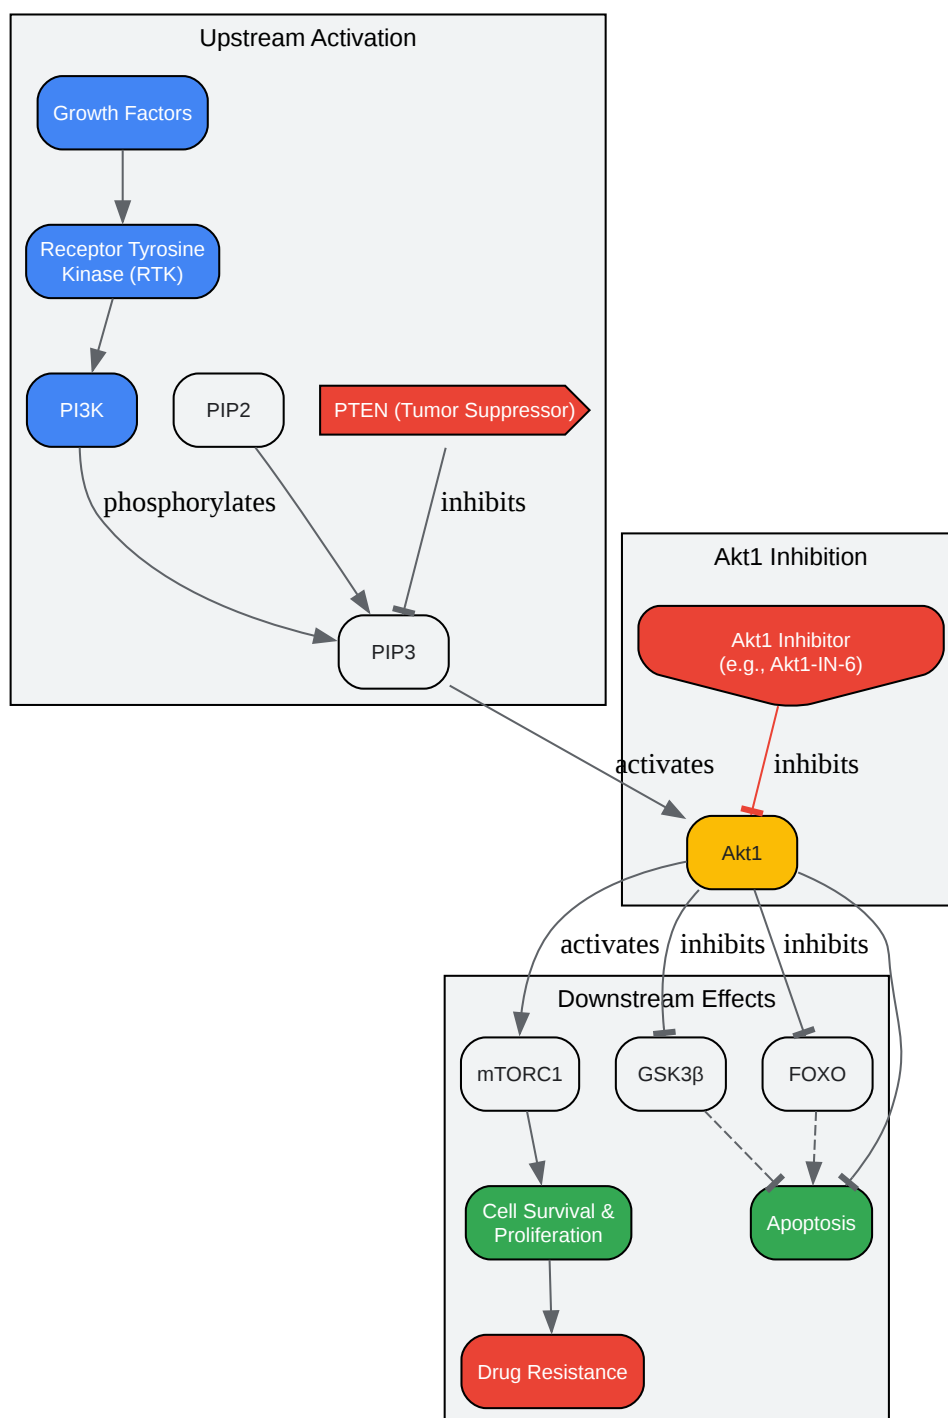 Upstream Activation
Growth Factors
Receptor Tyrosine
Kinase (RTK)
PI3K
PIP2
PTEN (Tumor Suppressor)
phosphorylates
inhibits
PIP3
Akt1 Inhibition
Akt1 Inhibitor
(e.g., Akt1-IN-6)
activates
inhibits
Akt1
activates
inhibits
inhibits
Downstream Effects
mTORC1
GSK3β
FOXO
Cell Survival &
Proliferation
Apoptosis
Drug Resistance